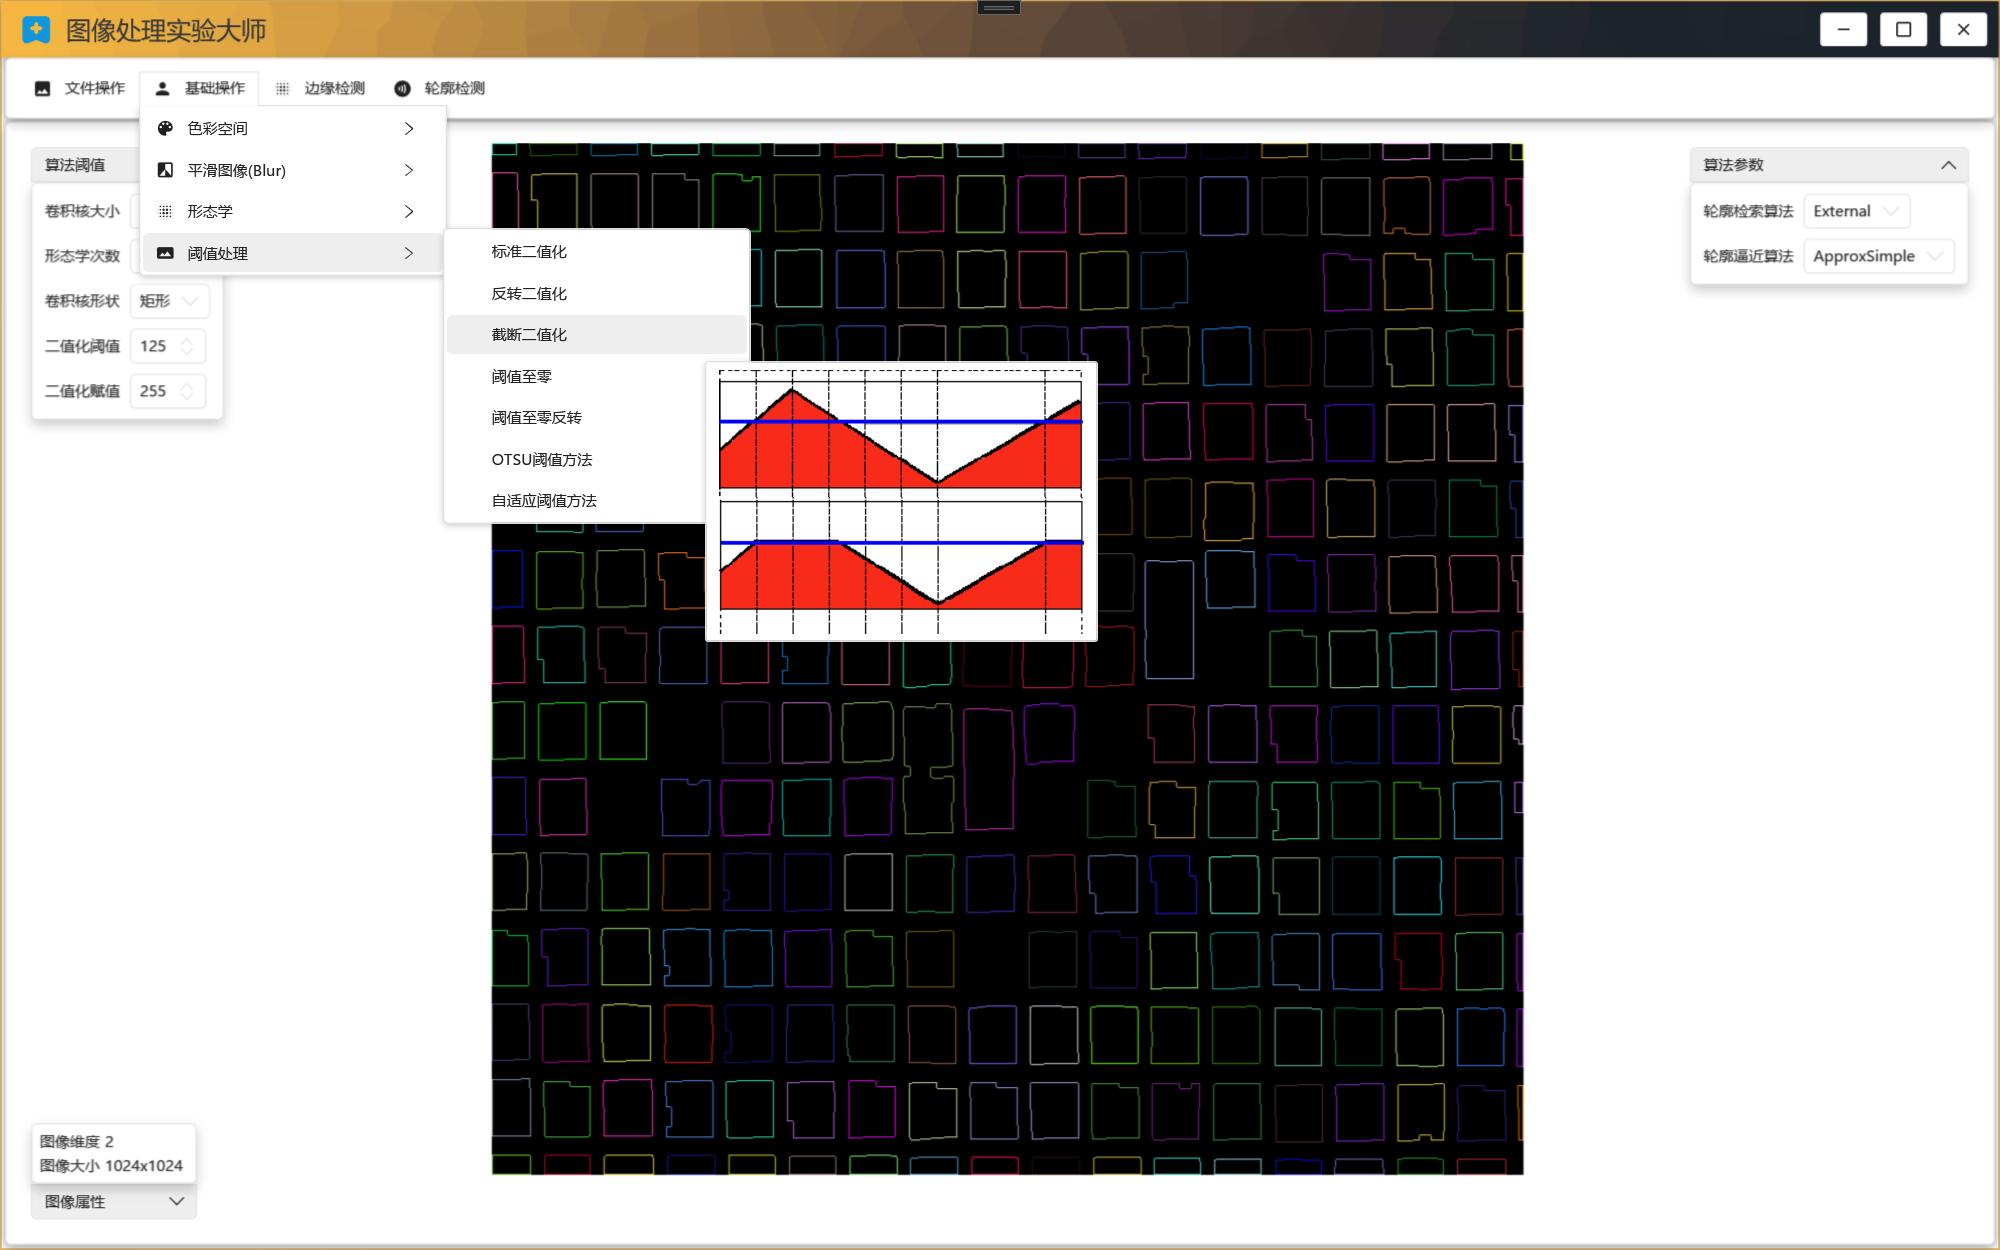 图像处理实验大师
文件操作
基础操作
边缘检测
轮廓检测
色彩空间
平滑图像(Blur)
形态学
阈值处理
标准二值化
反转二值化
截断二值化
阈值至零
阈值至零反转
OTSU阈值方法
自适应阈值方法
算法阈值
卷积核大小
形态学次数
卷积核形状 矩形
二值化阈值 125
二值化赋值 255
算法参数
轮廓检索算法 External
轮廓逼近算法 ApproxSimple
图像维度 2
图像大小 1024x1024
图像属性